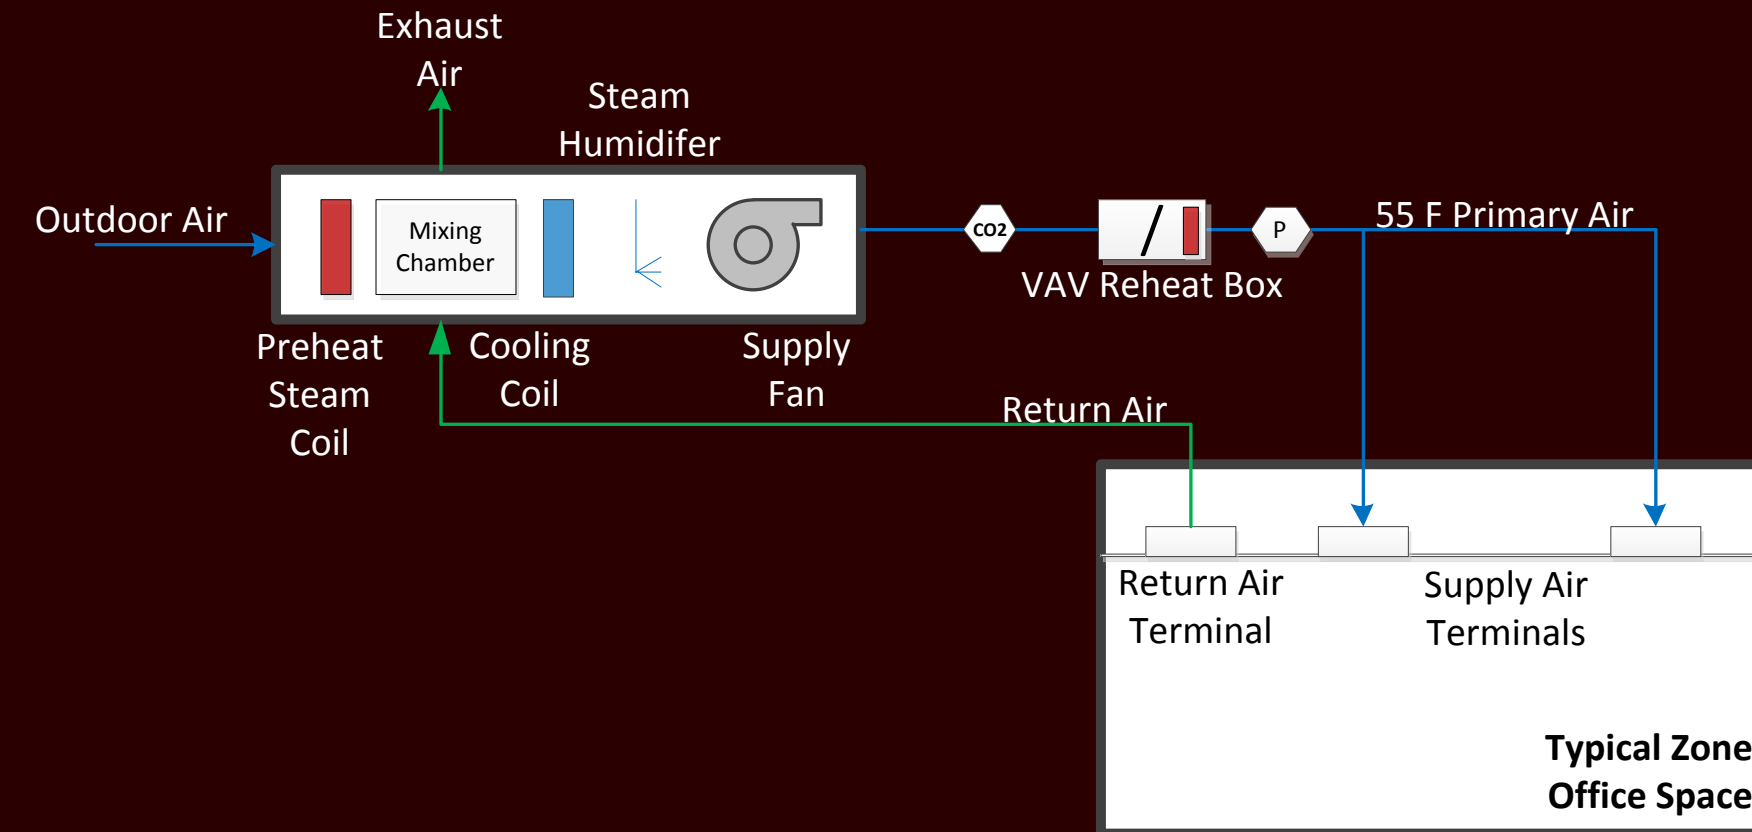 Exhaust
Air
Steam
Humidifer
Outdoor Air
Mixing
Chamber
CO2
P
55 F Primary Air
VAV Reheat Box
Preheat
Steam
Coil
Cooling
Coil
Supply
Fan
Return Air
Return Air
Terminal
Supply Air
Terminals
Typical Zone
Office Space